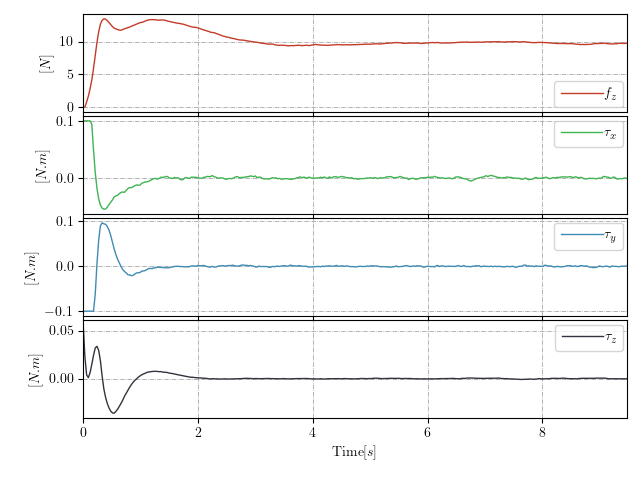 10
5
0
[N]
f_z
0.1
0.0
[N.m]
τ_x
0.1
0.0
−0.1
[N.m]
τ_y
0.05
0.00
[N.m]
τ_z
0 2 4 6 8
Time[s]